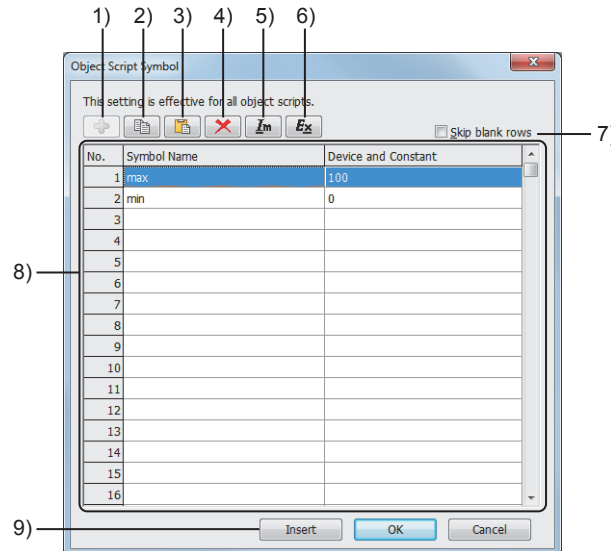 1) 2) 3) 4) 5) 6)
Object Script Symbol
This setting is effective for all object scripts.
Im Ex Skip blank rows 7)
No. Symbol Name Device and Constant
1 max 100
2 min 0
3
4
5
8) 6
7
8
9
10
11
12
13
14
15
16
9) Insert OK Cancel